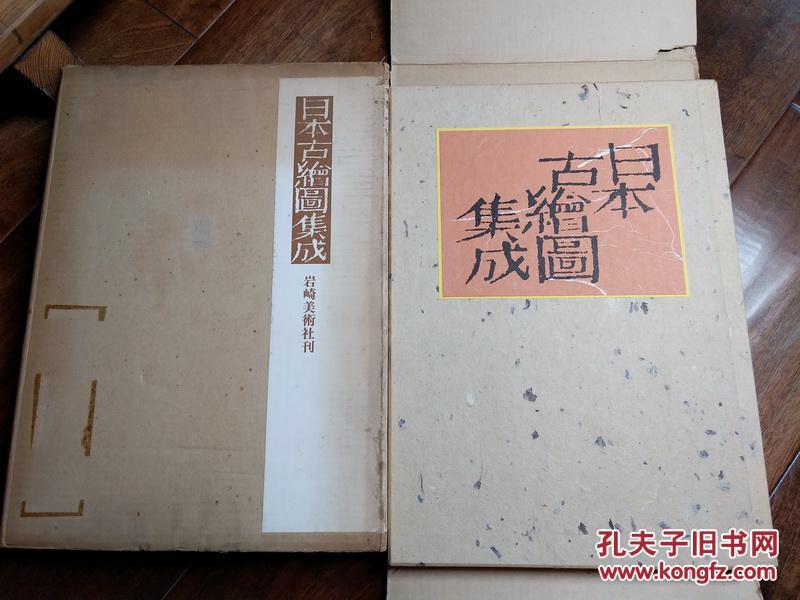 日本古繪圖集成
岩崎美術社刊
日本
古繪圖
集成
孔夫子旧书网
www.kongfz.com